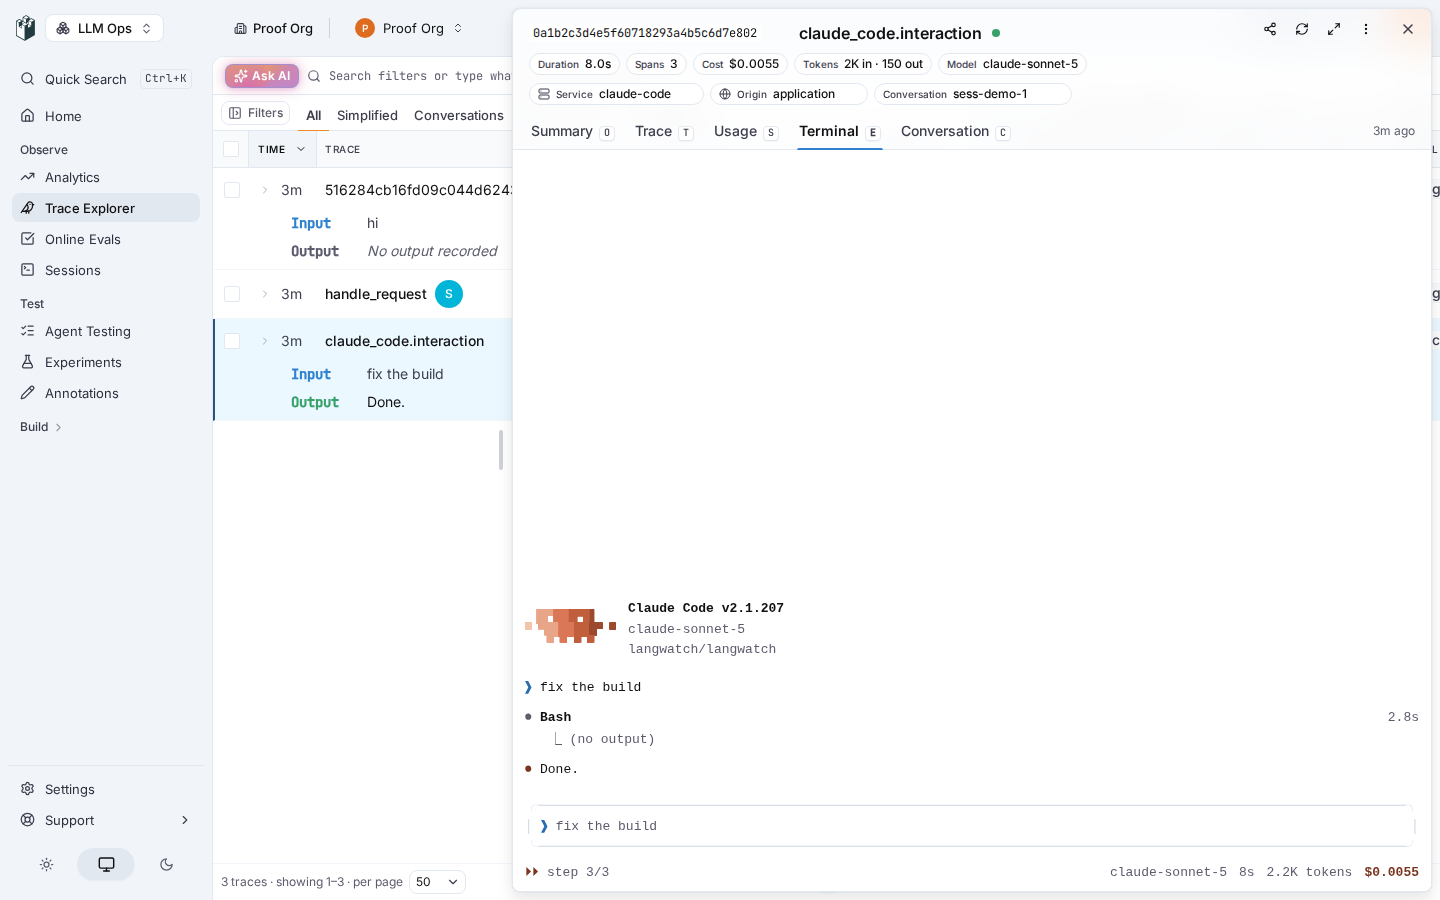 LLM Ops
Proof Org
P Proof Org
Quick Search Ctrl+K
Home
Observe
Analytics
Trace Explorer
Online Evals
Sessions
Test
Agent Testing
Experiments
Annotations
Build
Settings
Support
Ask AI Search filters or type wha
Filters All Simplified Conversations
TIME TRACE
3m 516284cb16fd09c044d624
Input hi
Output No output recorded
3m handle_request S
3m claude_code.interaction
Input fix the build
Output Done.
3 traces · showing 1–3 · per page 50
0a1b2c3d4e5f60718293a4b5c6d7e802 claude_code.interaction
Duration 8.0s Spans 3 Cost $0.0055 Tokens 2K in · 150 out Model claude-sonnet-5
Service claude-code Origin application Conversation sess-demo-1
Summary O Trace T Usage S Terminal E Conversation C 3m ago
Claude Code v2.1.207
claude-sonnet-5
langwatch/langwatch
❯ fix the build
● Bash 2.8s
⎿ (no output)
● Done.
❯ fix the build
step 3/3 claude-sonnet-5 8s 2.2K tokens $0.0055
L
g
g
c